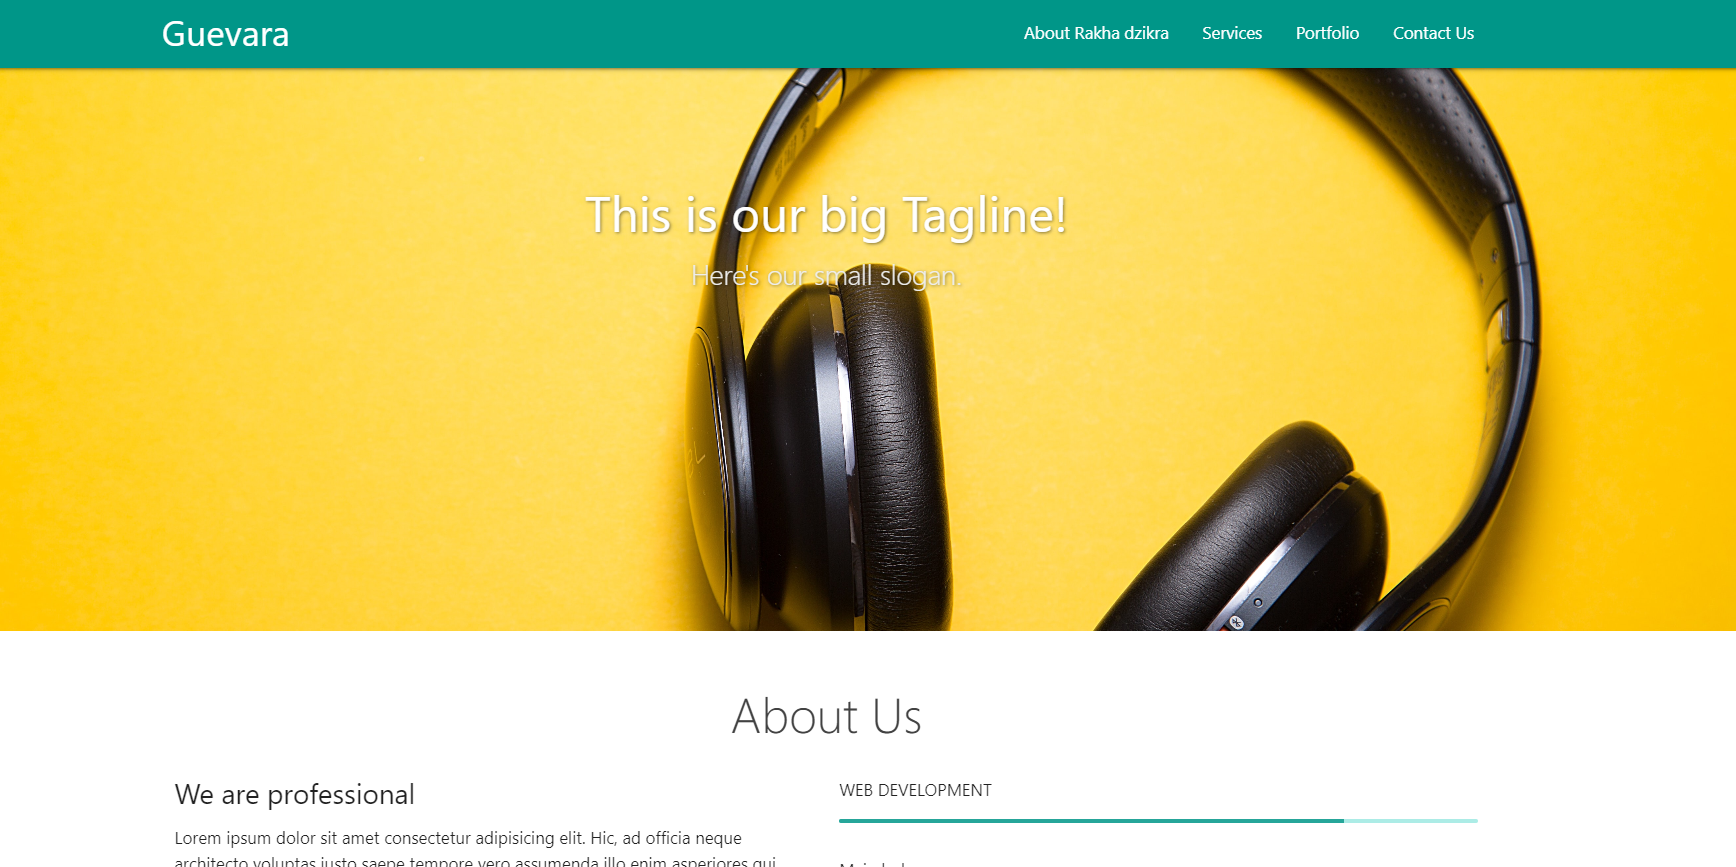 Guevara
About Rakha dzikra Services Portfolio Contact Us
This is our big Tagline!
Here's our small slogan.
About Us
We are professional
Lorem ipsum dolor sit amet consectetur adipisicing elit. Hic, ad officia neque
architecto voluptas iusto saepe tempore vero assumenda illo enim asperiores qui
WEB DEVELOPMENT